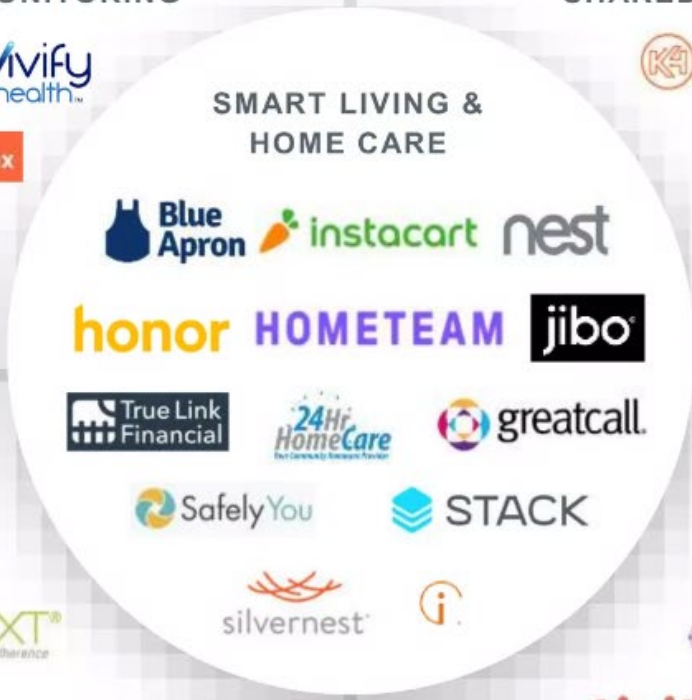 SMART LIVING &
HOME CARE
Vivify
health™
Blue
Apron
instacart
nest
honor
HOMETEAM
jibo
True Link
Financial
24Hr
HomeCare
greatcall.
SafelyYou
STACK
silvernest
i
XT®